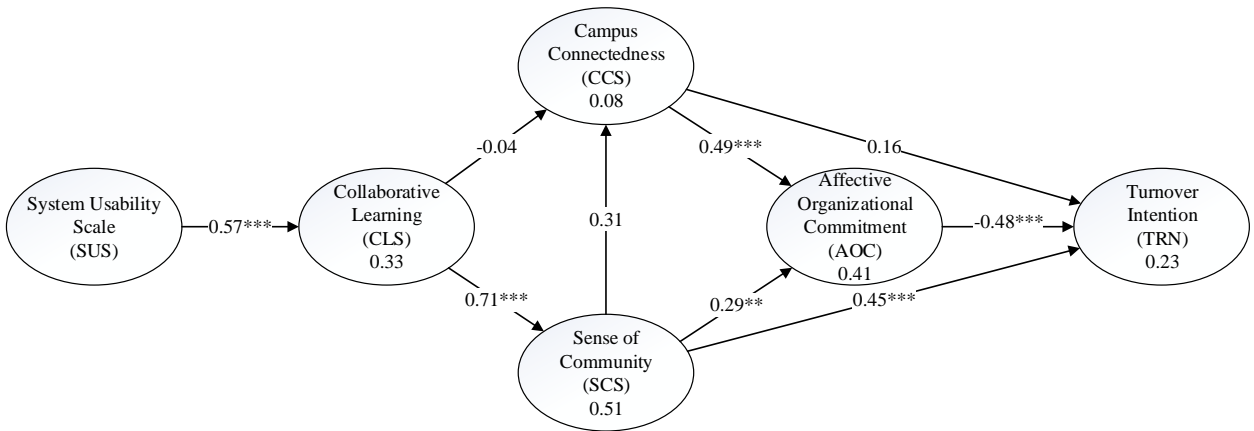 Campus
Connectedness
(CCS)
0.08
-0.04
0.49***
0.16
System Usability
Scale
(SUS)
0.57***
Collaborative
Learning
(CLS)
0.33
0.31
Affective
Organizational
Commitment
(AOC)
0.41
-0.48***
Turnover
Intention
(TRN)
0.23
0.71***
0.29**
0.45***
Sense of
Community
(SCS)
0.51